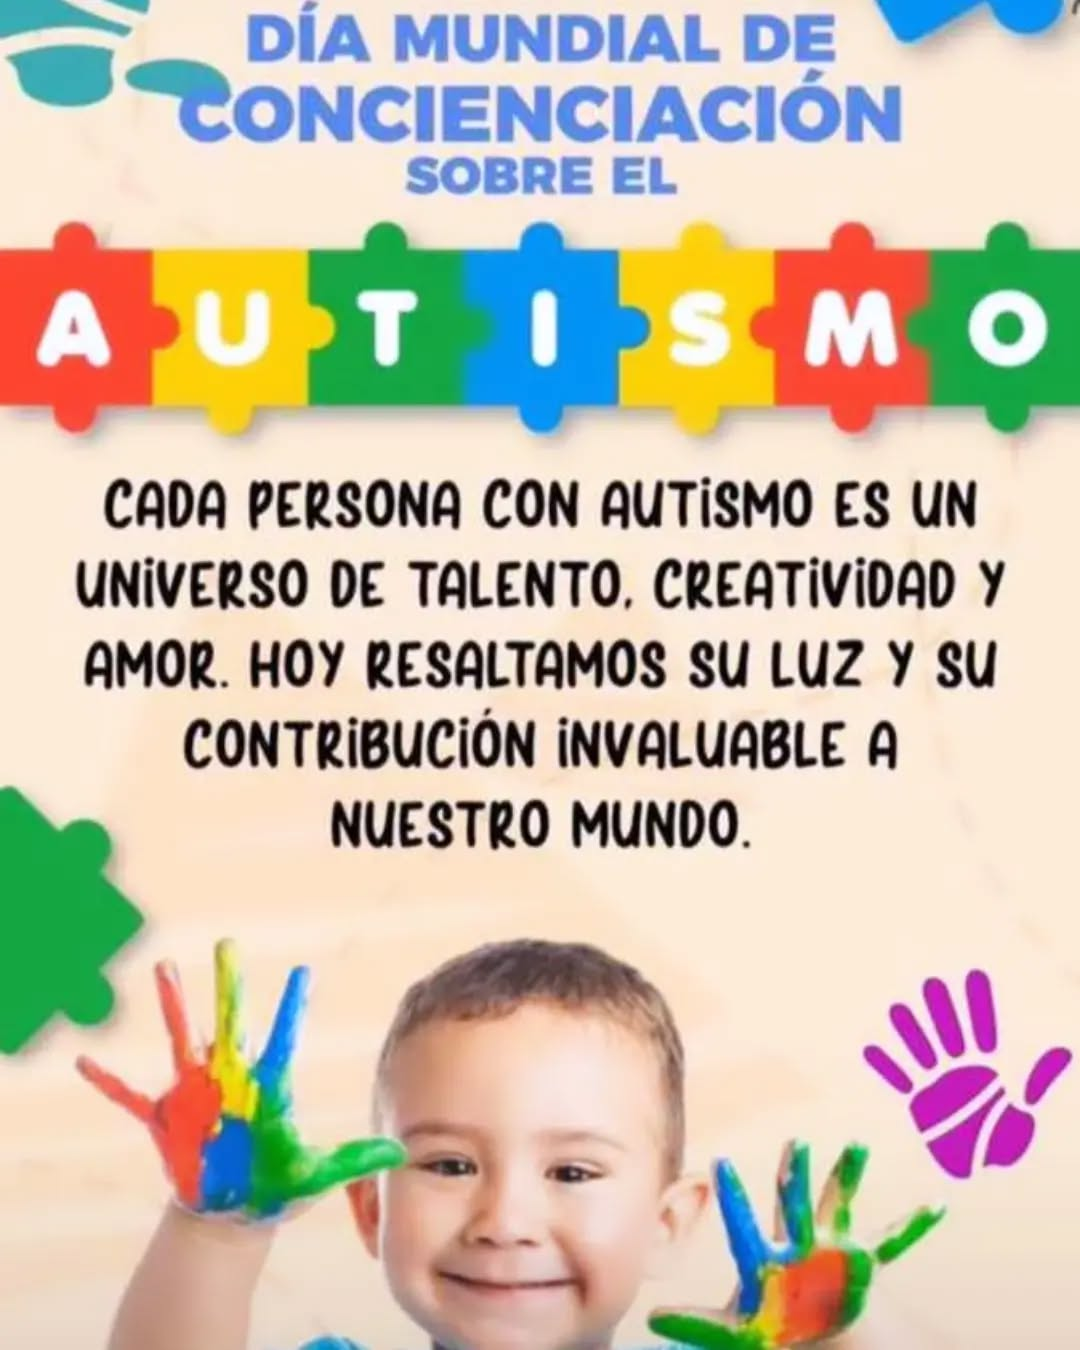 DÍA MUNDIAL DE
CONCIENCIACIÓN
SOBRE EL
AUTISMO
CADA PERSONA CON AUTISMO ES UN
UNIVERSO DE TALENTO, CREATIVIDAD Y
AMOR. HOY RESALTAMOS SU LUZ Y SU
CONTRIBUCIÓN INVALUABLE A
NUESTRO MUNDO.